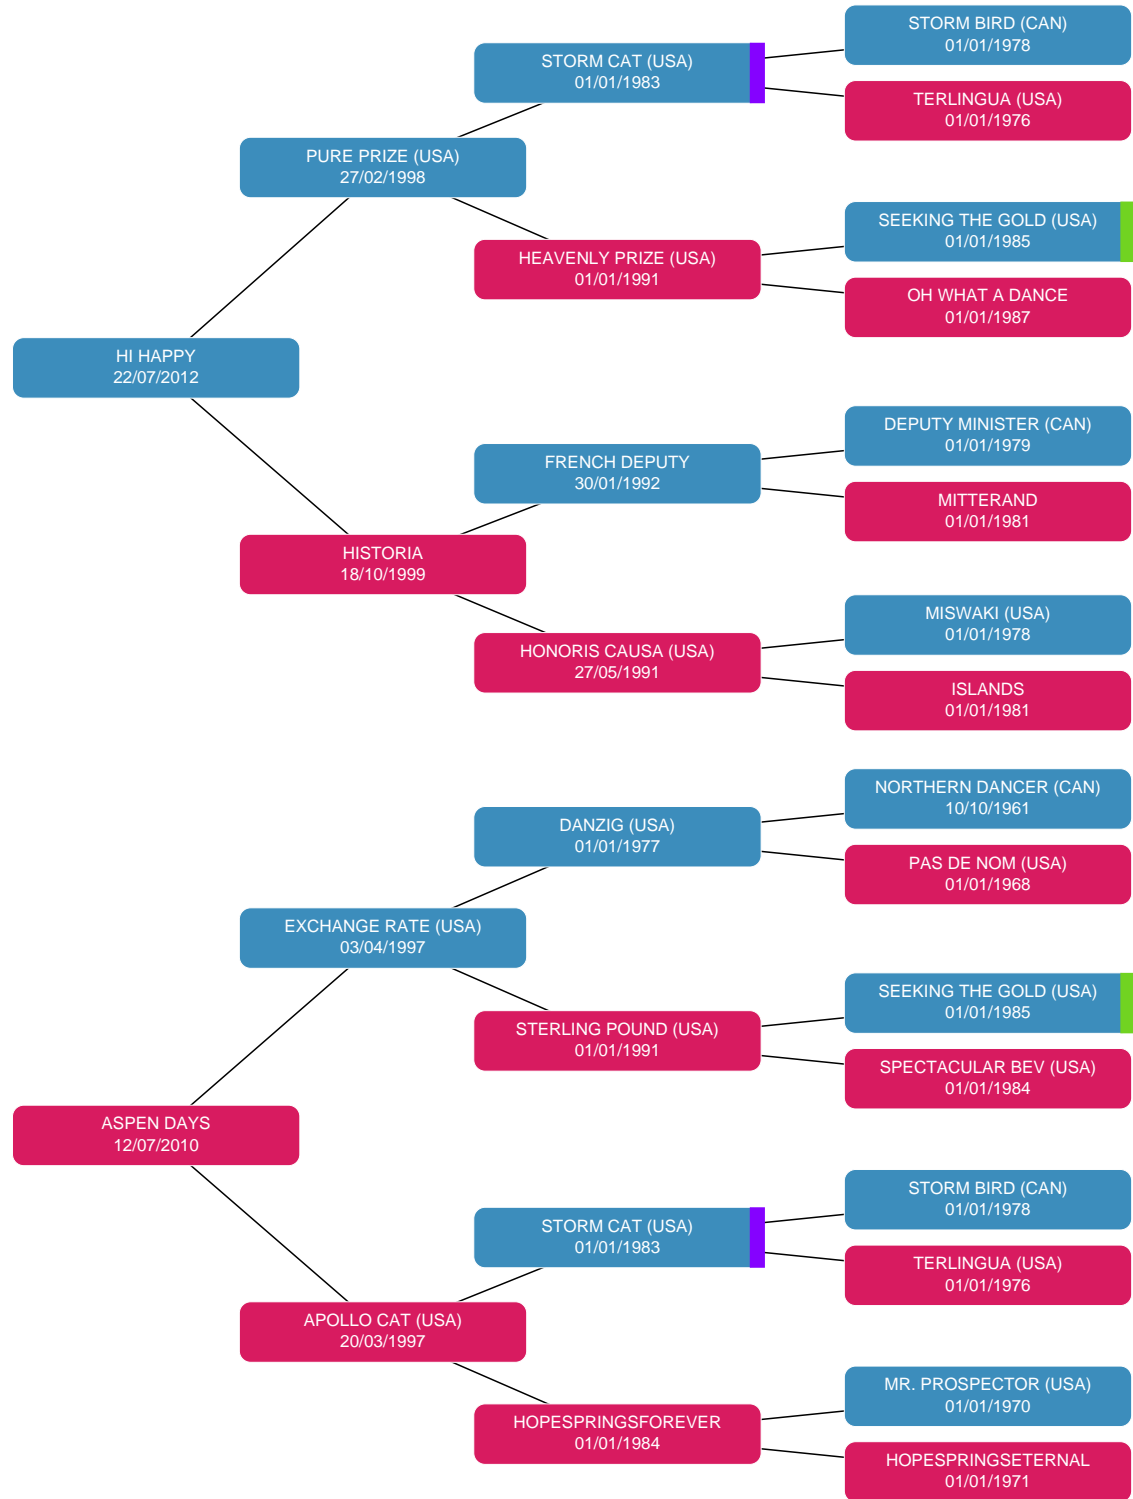 STORM BIRD (CAN)
01/01/1978
STORM CAT (USA)
01/01/1983
TERLINGUA (USA)
01/01/1976
PURE PRIZE (USA)
27/02/1998
SEEKING THE GOLD (USA)
01/01/1985
HEAVENLY PRIZE (USA)
01/01/1991
OH WHAT A DANCE
01/01/1987
HI HAPPY
22/07/2012
DEPUTY MINISTER (CAN)
01/01/1979
FRENCH DEPUTY
30/01/1992
MITTERAND
01/01/1981
HISTORIA
18/10/1999
MISWAKI (USA)
01/01/1978
HONORIS CAUSA (USA)
27/05/1991
ISLANDS
01/01/1981
NORTHERN DANCER (CAN)
10/10/1961
DANZIG (USA)
01/01/1977
PAS DE NOM (USA)
01/01/1968
EXCHANGE RATE (USA)
03/04/1997
SEEKING THE GOLD (USA)
01/01/1985
STERLING POUND (USA)
01/01/1991
SPECTACULAR BEV (USA)
01/01/1984
ASPEN DAYS
12/07/2010
STORM BIRD (CAN)
01/01/1978
STORM CAT (USA)
01/01/1983
TERLINGUA (USA)
01/01/1976
APOLLO CAT (USA)
20/03/1997
MR. PROSPECTOR (USA)
01/01/1970
HOPESPRINGSFOREVER
01/01/1984
HOPESPRINGSETERNAL
01/01/1971